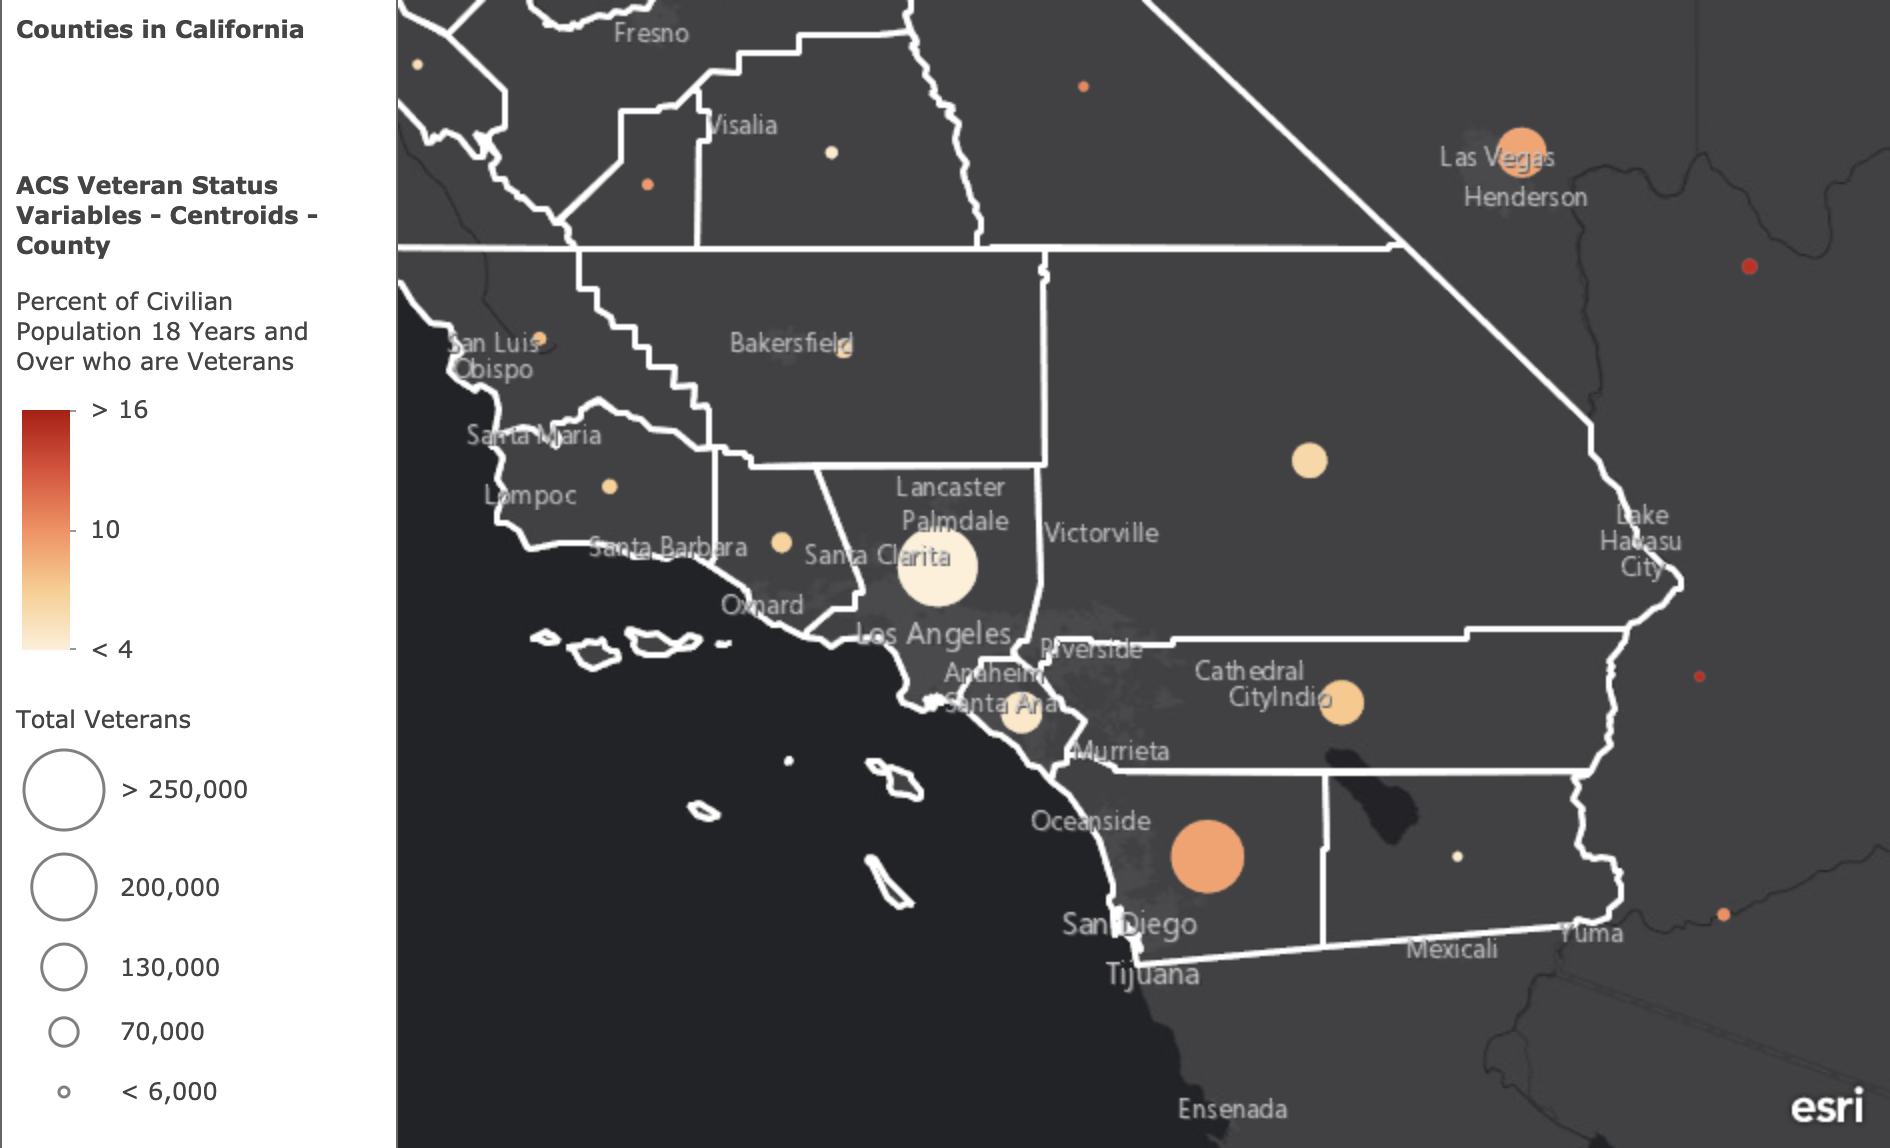 Counties in California
ACS Veteran Status
Variables - Centroids -
County
Percent of Civilian
Population 18 Years and
Over who are Veterans
> 16
10
< 4
Total Veterans
> 250,000
200,000
130,000
70,000
< 6,000
Fresno
Visalia
Las Vegas
Henderson
San Luis
Obispo
Bakersfield
Santa Maria
Lompoc
Lancaster
Palmdale
Victorville
Lake
Havasu
City
Santa Barbara
Santa Clarita
Oxnard
Los Angeles
Riverside
Anaheim
Santa Ana
Cathedral
City
Indio
Murrieta
Oceanside
San Diego
Tijuana
Mexicali
Yuma
Ensenada
esri